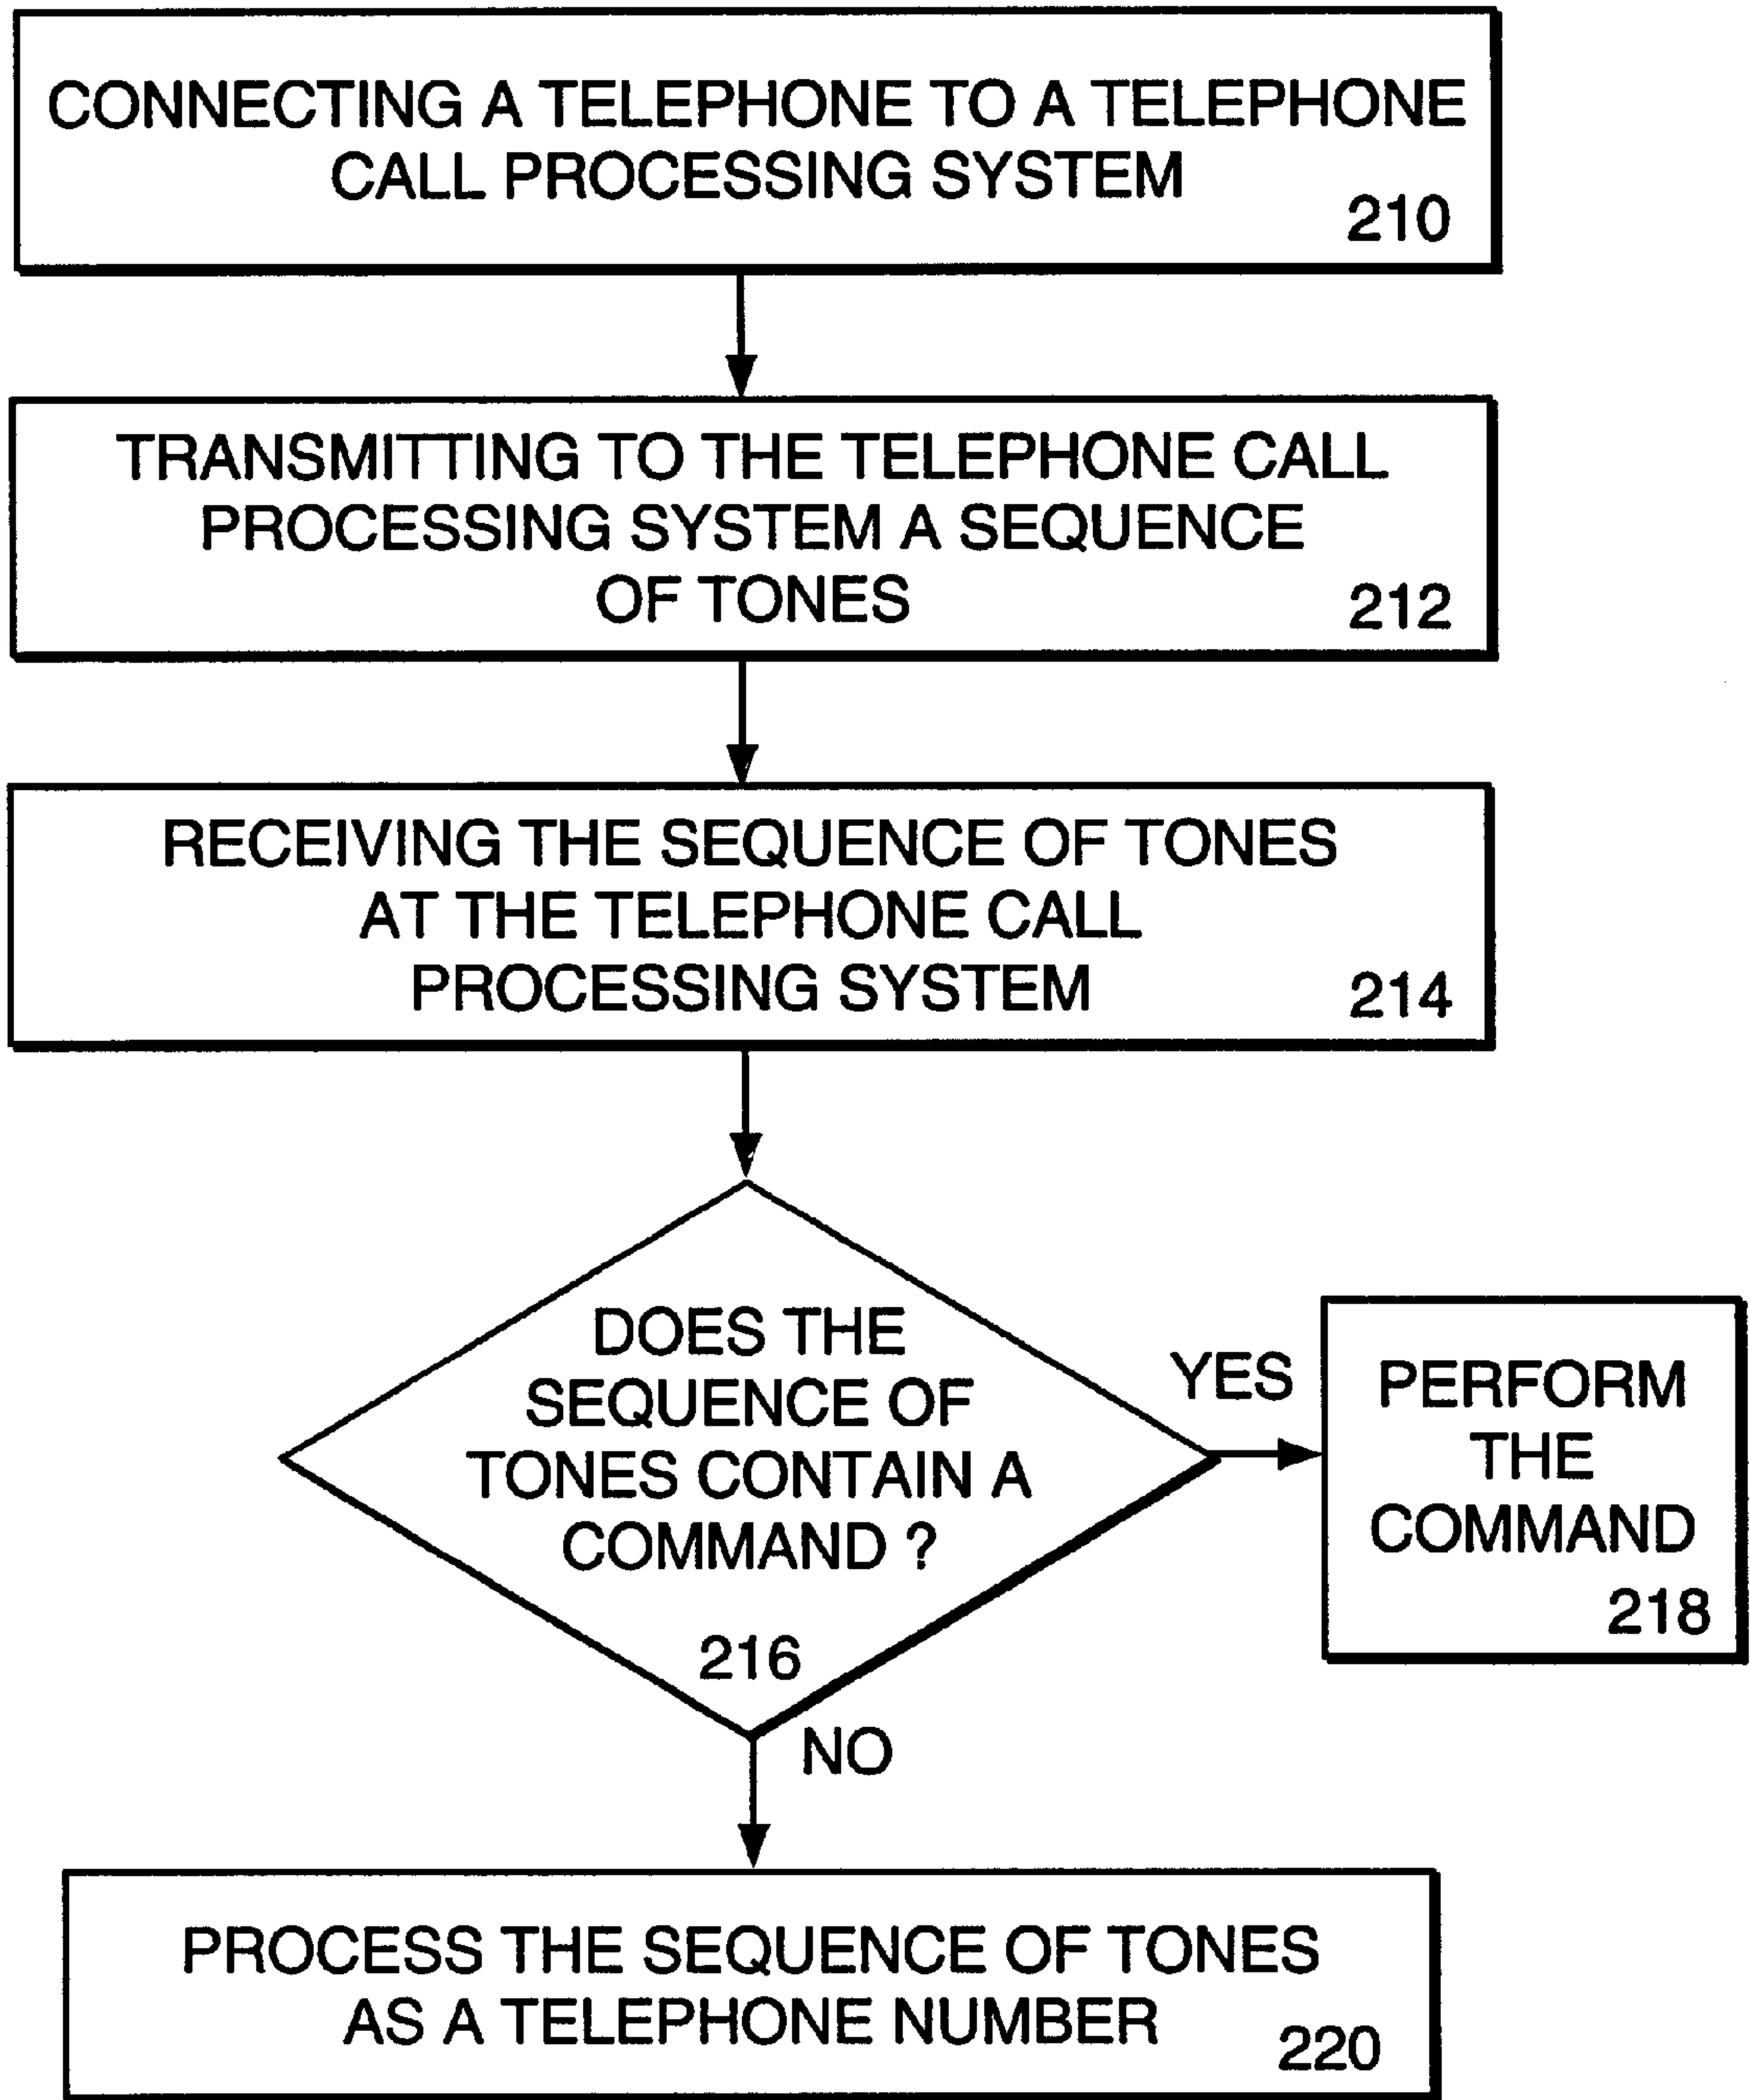 CONNECTING A TELEPHONE TO A TELEPHONE
CALL PROCESSING SYSTEM
210
TRANSMITTING TO THE TELEPHONE CALL
PROCESSING SYSTEM A SEQUENCE
OF TONES
212
RECEIVING THE SEQUENCE OF TONES
AT THE TELEPHONE CALL
PROCESSING SYSTEM
214
DOES THE
SEQUENCE OF
TONES CONTAIN A
COMMAND ?
216
YES
PERFORM
THE
COMMAND
218
NO
PROCESS THE SEQUENCE OF TONES
AS A TELEPHONE NUMBER
220